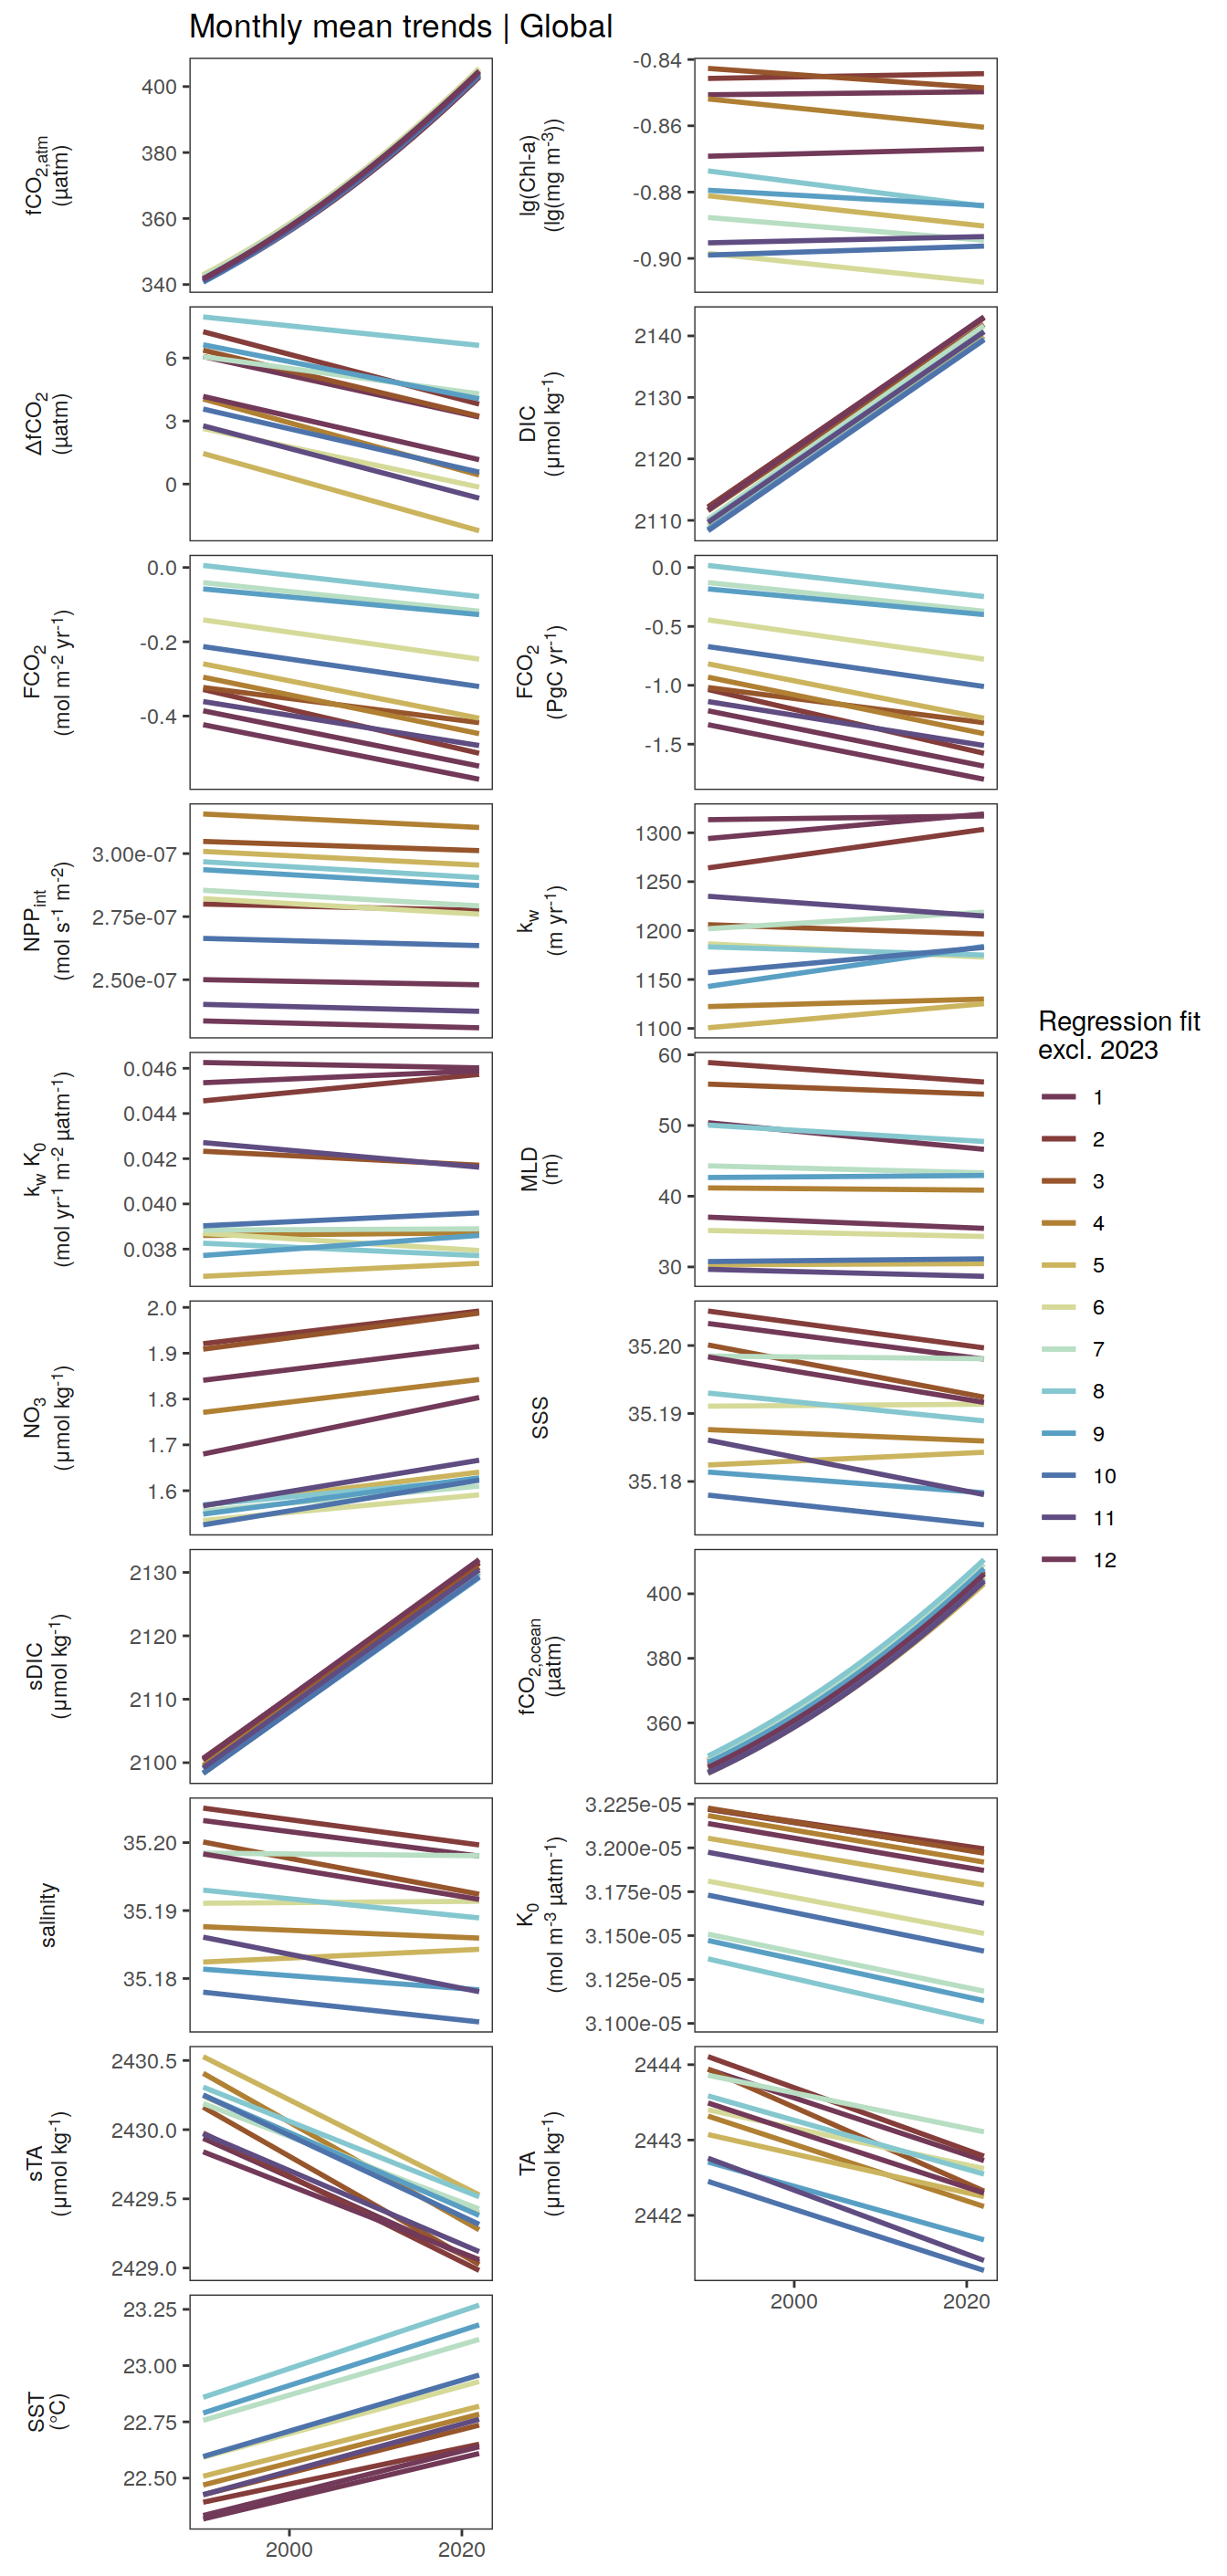 Monthly mean trends | Global
fCO2,atm
(µatm)
400
380
360
340
lg(Chl-a)
(lg(mg m-3))
-0.84
-0.86
-0.88
-0.90
ΔfCO2
(µatm)
6
3
0
DIC
(µmol kg-1)
2140
2130
2120
2110
FCO2
(mol m-2 yr-1)
0.0
-0.2
-0.4
FCO2
(PgC yr-1)
0.0
-0.5
-1.0
-1.5
NPPint
(mol s-1 m-2)
3.00e-07
2.75e-07
2.50e-07
kw
(m yr-1)
1300
1250
1200
1150
1100
kw K0
(mol yr-1 m-2 µatm-1)
0.046
0.044
0.042
0.040
0.038
MLD
(m)
60
50
40
30
NO3
(µmol kg-1)
2.0
1.9
1.8
1.7
1.6
SSS
35.20
35.19
35.18
sDIC
(µmol kg-1)
2130
2120
2110
2100
fCO2,ocean
(µatm)
400
380
360
salinity
35.20
35.19
35.18
K0
(mol m-3 µatm-1)
3.225e-05
3.200e-05
3.175e-05
3.150e-05
3.125e-05
3.100e-05
sTA
(µmol kg-1)
2430.5
2430.0
2429.5
2429.0
TA
(µmol kg-1)
2444
2443
2442
2000
2020
SST
(°C)
23.25
23.00
22.75
22.50
2000
2020
Regression fit
excl. 2023
1
2
3
4
5
6
7
8
9
10
11
12